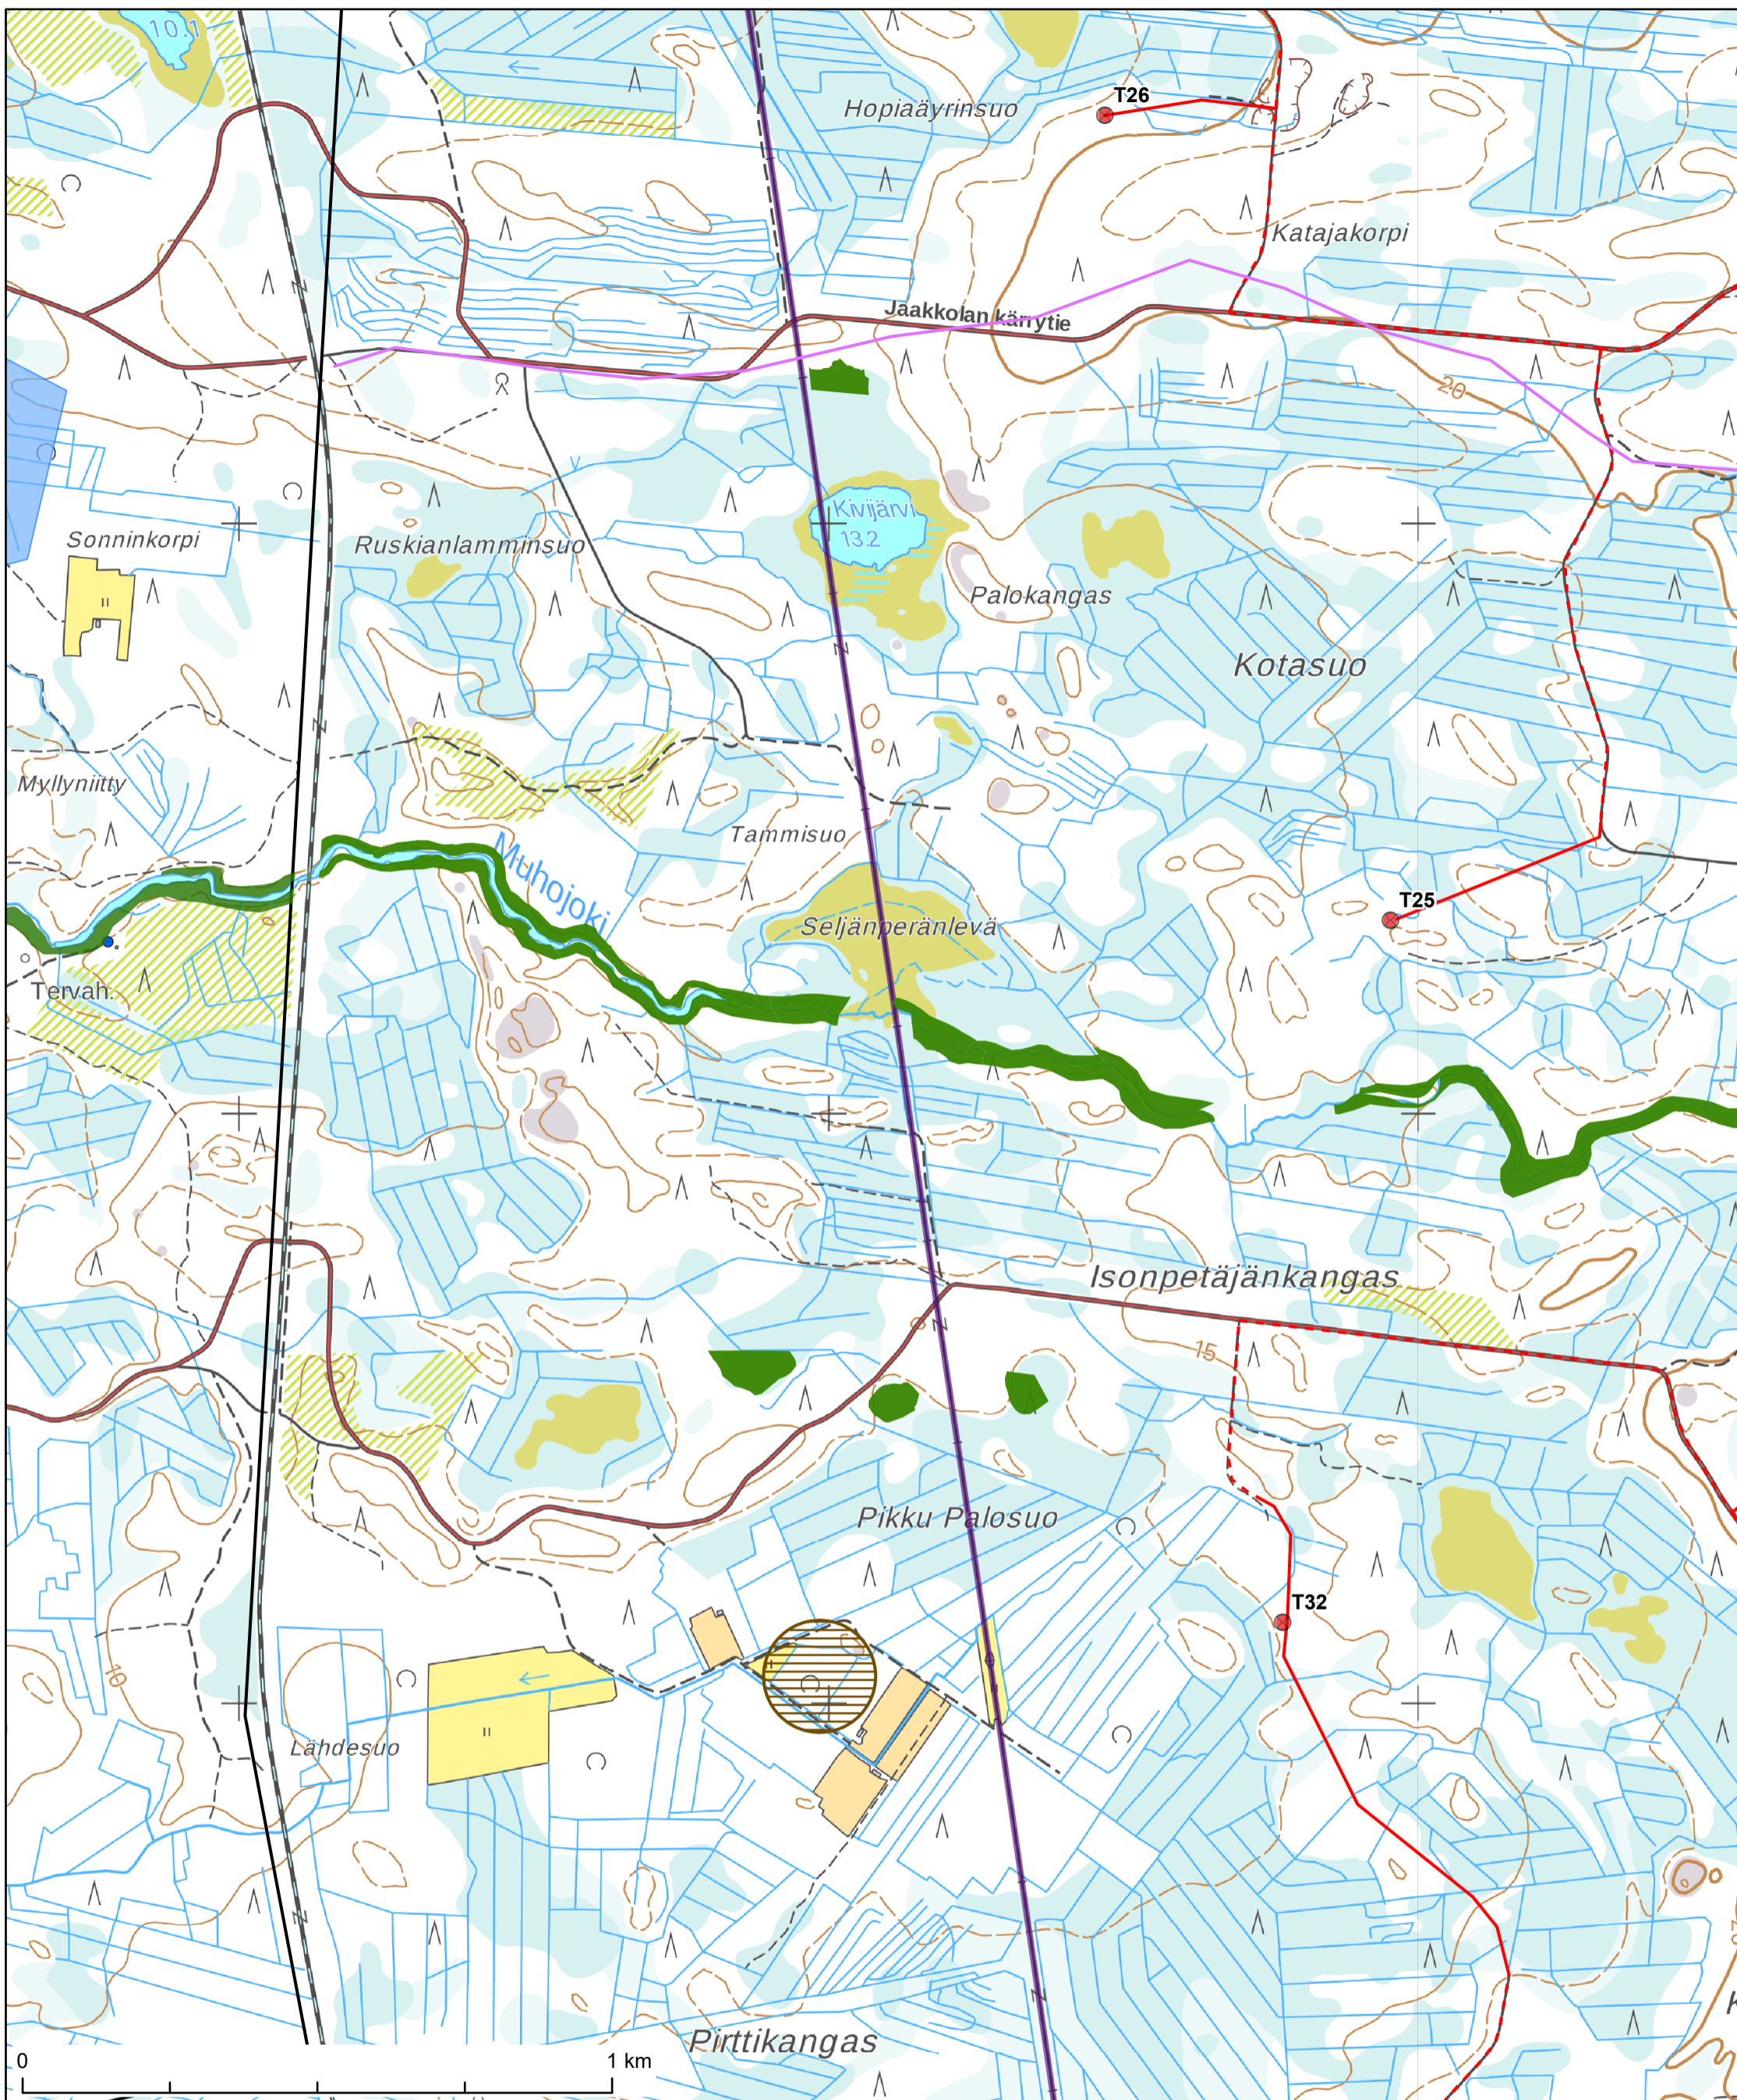 10.1
T26
Hopiaäyrinsuo
Katajakorpi
Jaakkolan kärrytie
20
Kivijärvi
13.2
Sonninkorpi
Ruskianlamminsuo
Palokangas
Kotasuo
Myllyniitty
Tammisuo
Muhojoki
T25
Seljänperänlevä
Tervah.
Isonpetäjänkangas
15
Pikku Palosuo
T32
10
Lähdesuo
Pirttikangas
0
1 km